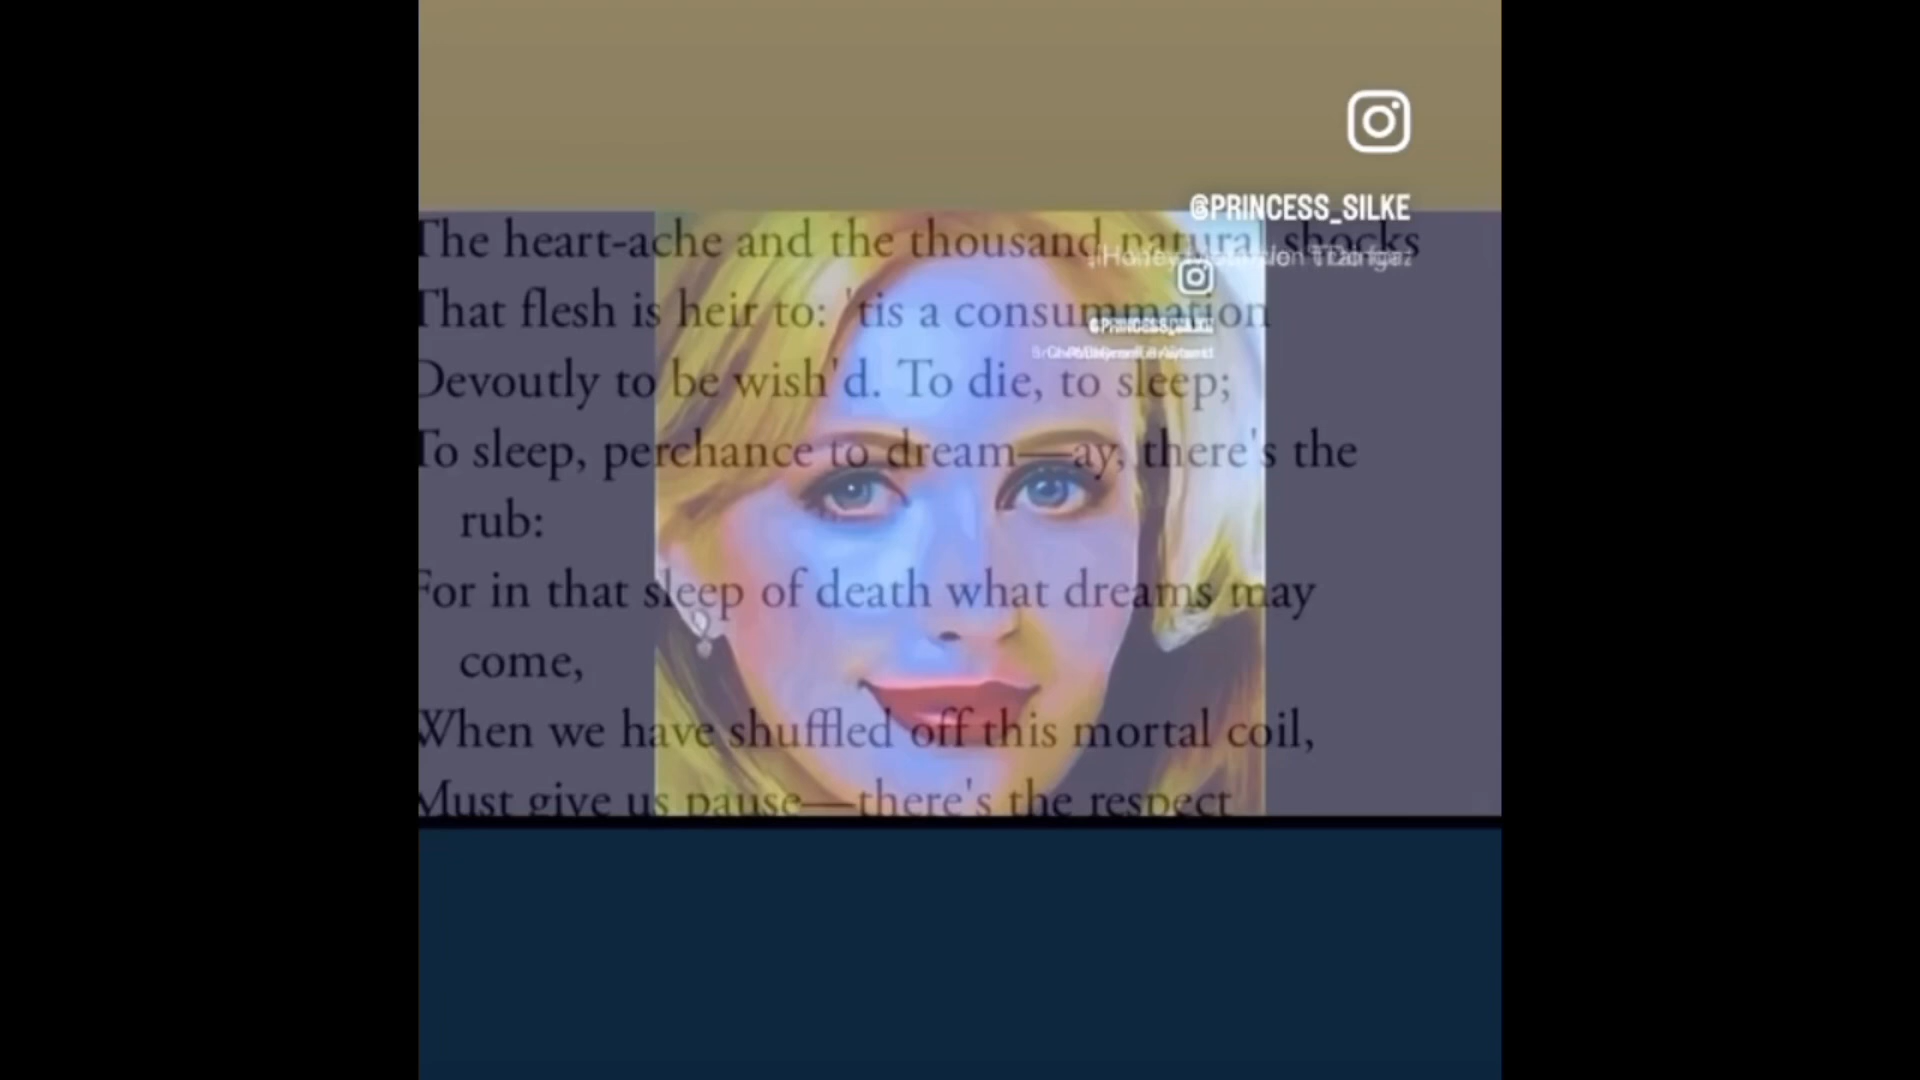 @PRINCESS_SILKE
The heart-ache and the thousand natural shocks
That flesh is heir to: 'tis a consummation
@PRINCESS_SILKE
Devoutly to be wish'd. To die, to sleep;
To sleep, perchance to dream—ay, there's the
rub:
For in that sleep of death what dreams may
come,
When we have shuffled off this mortal coil,
Must give us pause—there's the respect